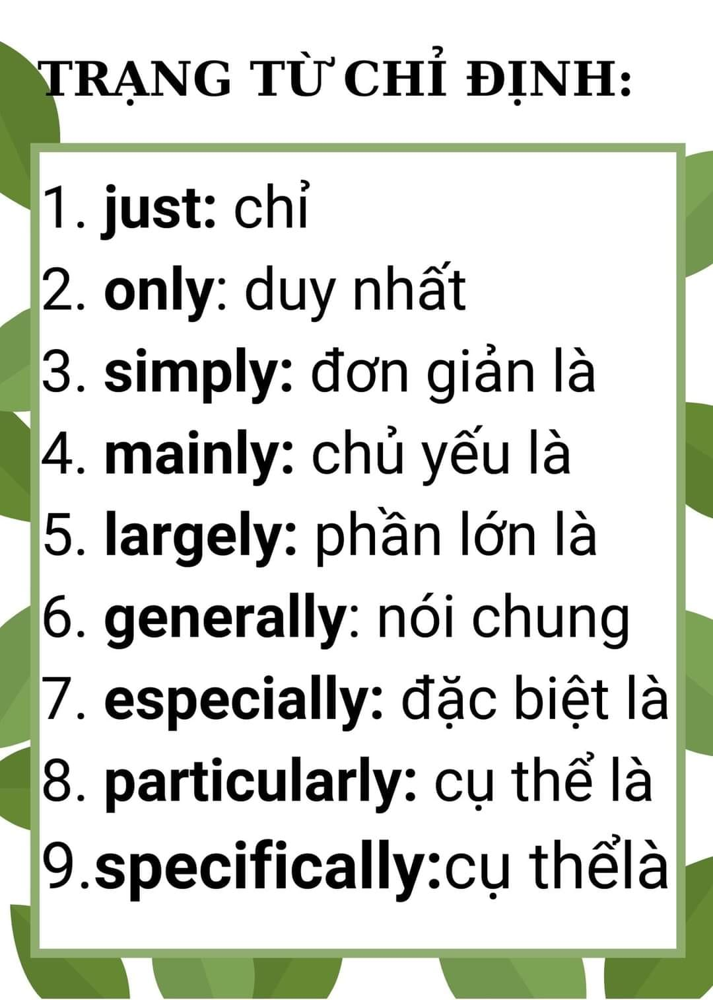 TRẠNG TỪ CHỈ ĐỊNH:
1. just: chỉ
2. only: duy nhất
3. simply: đơn giản là
4. mainly: chủ yếu là
5. largely: phần lớn là
6. generally: nói chung
7. especially: đặc biệt là
8. particularly: cụ thể là
9.specifically:cụ thểlà